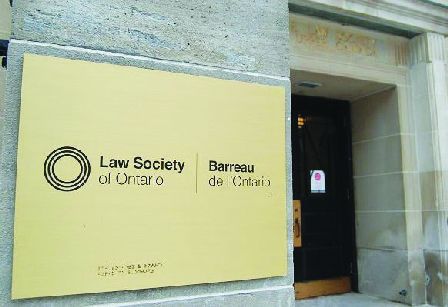 Law Society
of Ontario
Barreau
de l'Ontario